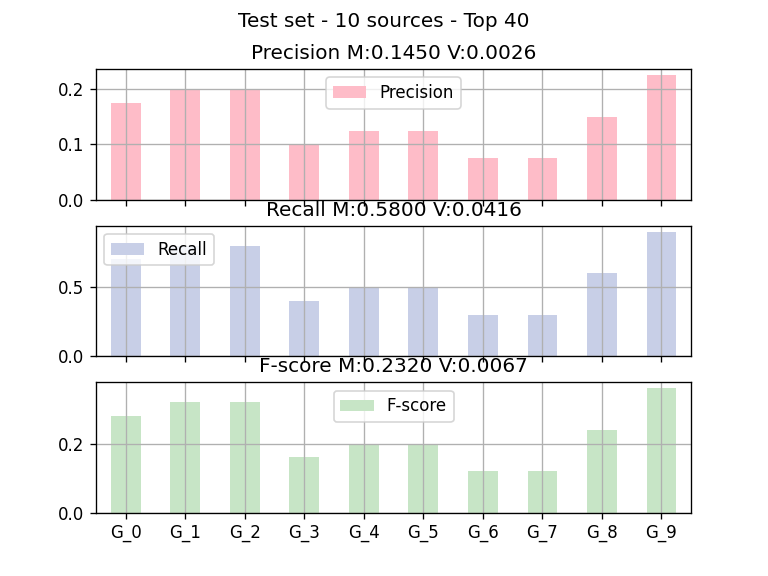 Test set - 10 sources - Top 40
Precision M:0.1450 V:0.0026
0.2
0.1
0.0
Precision
Recall M:0.5800 V:0.0416
0.5
0.0
Recall
F-score M:0.2320 V:0.0067
0.2
0.0
F-score
G_0 G_1 G_2 G_3 G_4 G_5 G_6 G_7 G_8 G_9